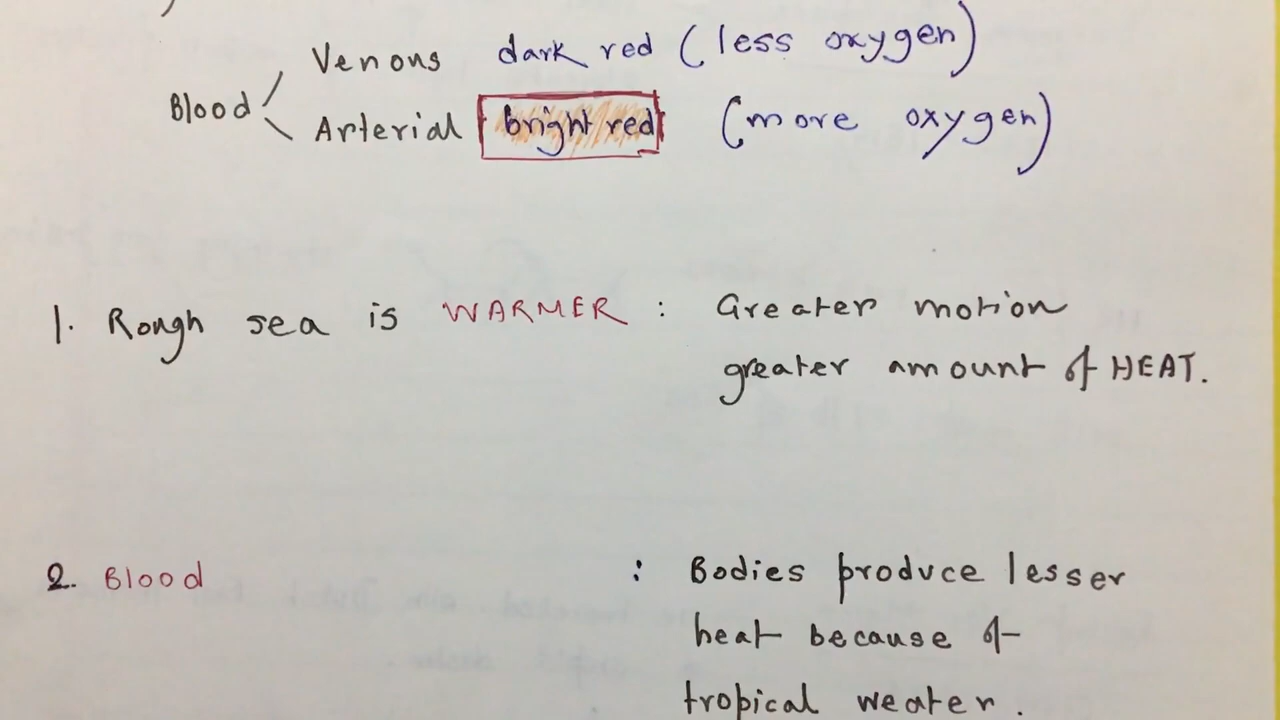 Venous dark red (less oxygen)
Blood
Arterial bright red (more oxygen)
1. Rough sea is WARMER : Greater motion
greater amount of HEAT.
2. Blood : Bodies produce lesser
heat because of
tropical weater.